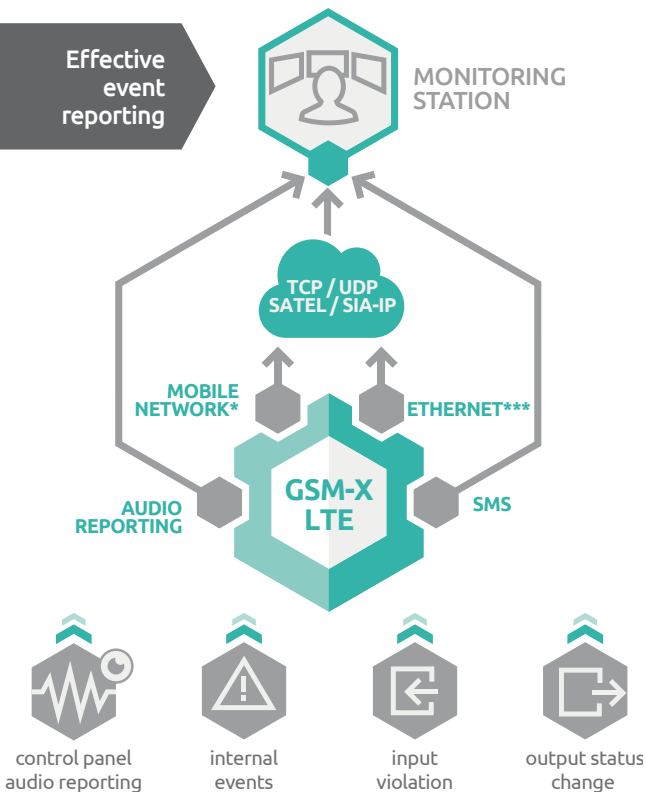 Effective
event
reporting
MONITORING
STATION
TCP / UDP
SATEL / SIA-IP
MOBILE
NETWORK*
ETHERNET***
GSM-X
LTE
AUDIO
REPORTING
SMS
control panel
audio reporting
internal
events
input
violation
output status
change